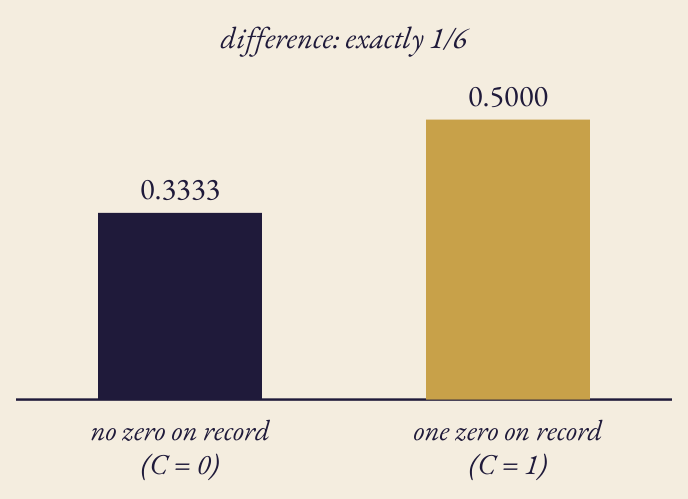 difference: exactly 1/6
0.5000
0.3333
no zero on record
(C = 0)
one zero on record
(C = 1)